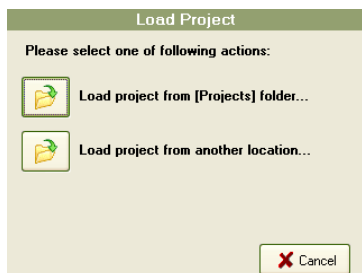 Load Project
Please select one of following actions:
Load project from [Projects] folder...
Load project from another location...
Cancel